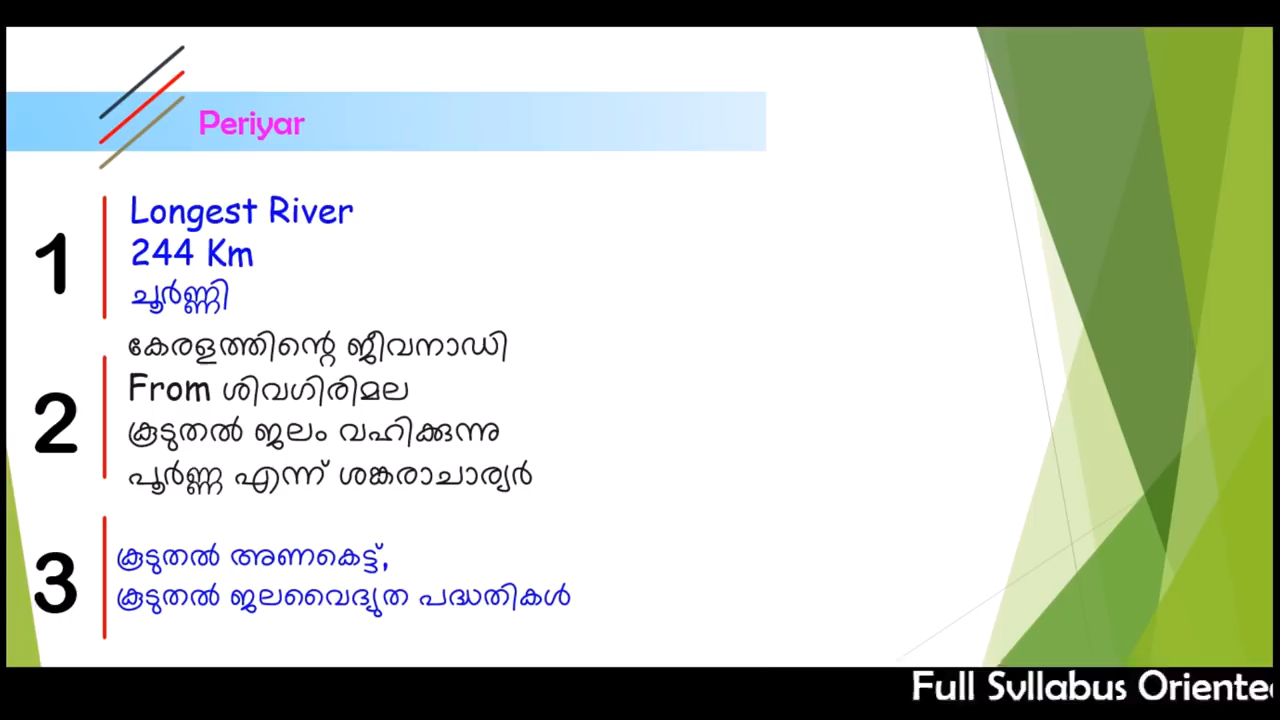 Periyar
1
Longest River
244 Km
ചൂർണ്ണി
2
കേരളത്തിന്റെ ജീവനാഡി
From ശിവഗിരിമല
കൂടുതൽ ജലം വഹിക്കുന്നു
പൂർണ്ണ എന്ന് ശങ്കരാചാര്യർ
3
കൂടുതൽ അണകെട്ട്,
കൂടുതൽ ജലവൈദ്യുത പദ്ധതികൾ
Full Syllabus Oriente